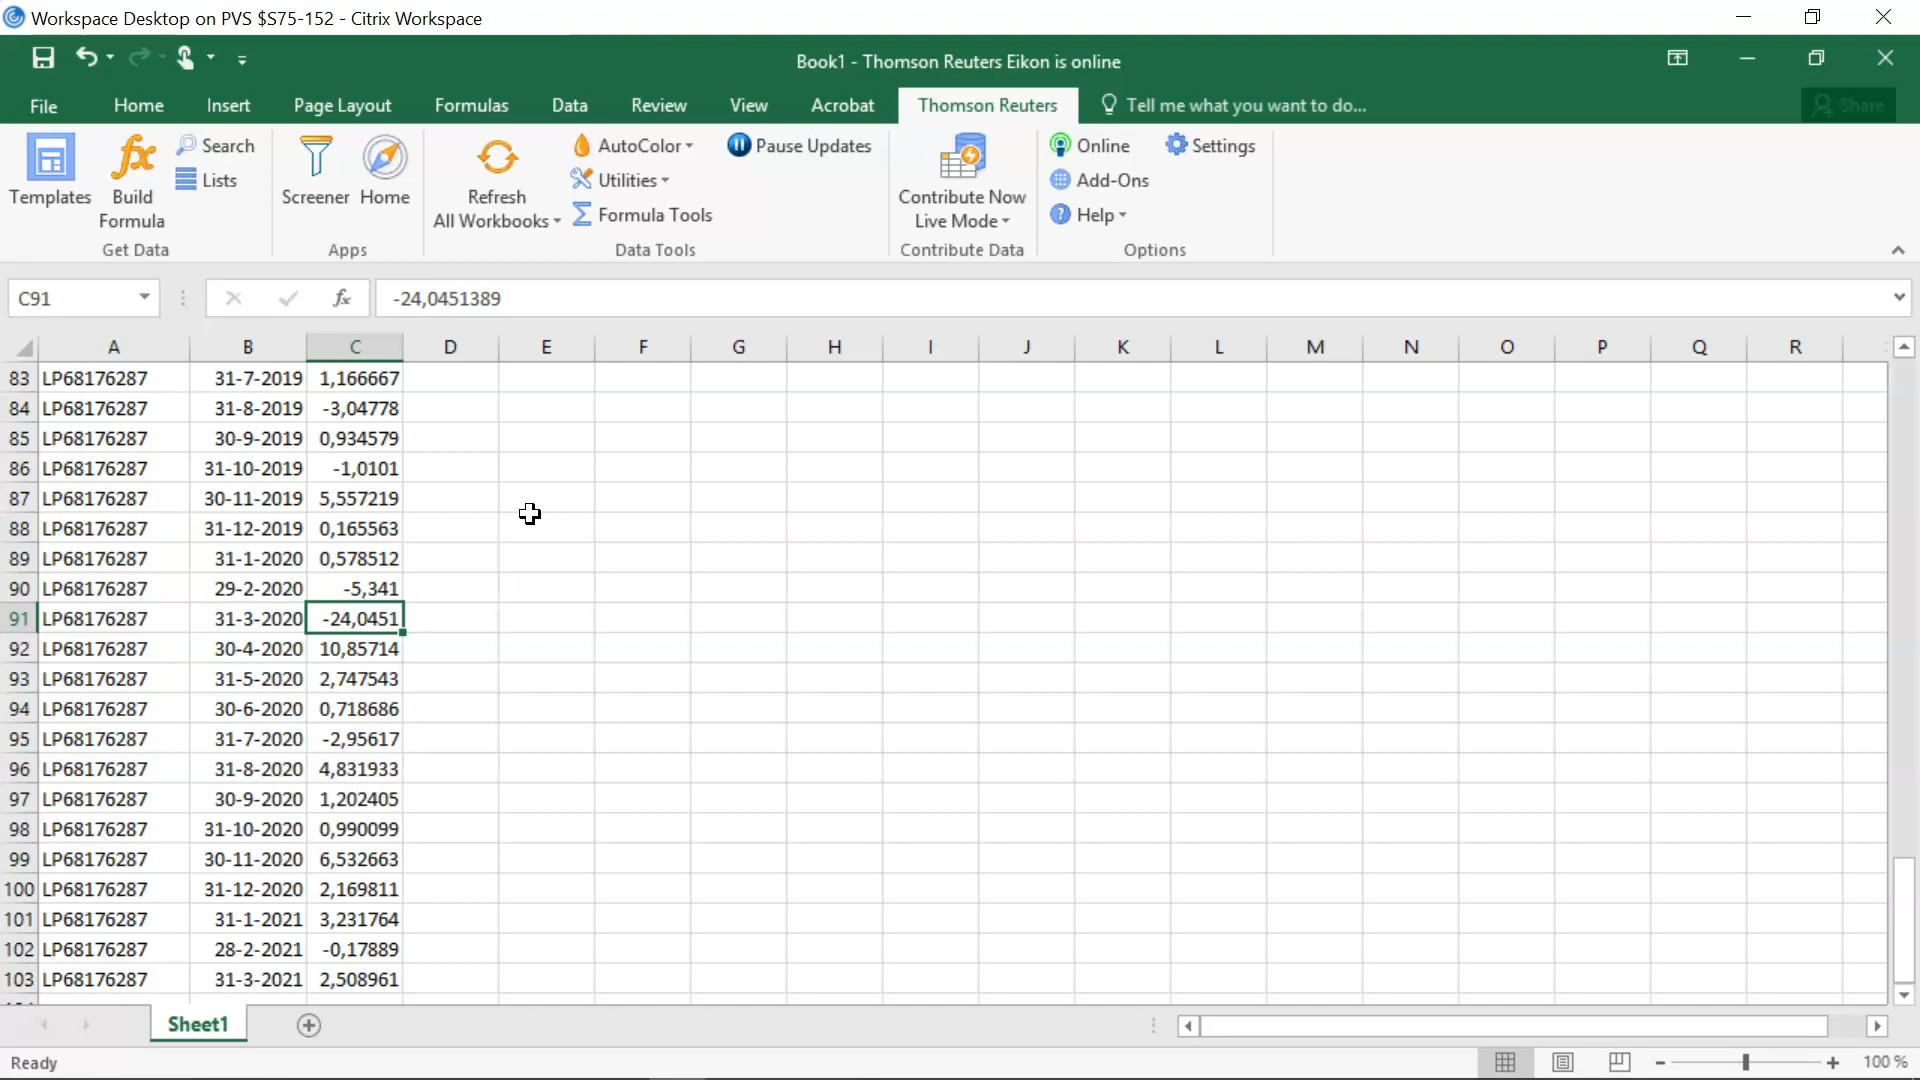 Workspace Desktop on PVS $S75-152 - Citrix Workspace
Book1 - Thomson Reuters Eikon is online
File Home Insert Page Layout Formulas Data Review View Acrobat Thomson Reuters Tell me what you want to do... Share
Templates
Build
Formula
Search
Lists
Get Data
Screener
Home
Apps
Refresh
All Workbooks
AutoColor
Utilities
Formula Tools
Pause Updates
Data Tools
Contribute Now
Live Mode
Contribute Data
Online
Add-Ons
Help
Settings
Options
C91 fx -24,0451389
A B C D E F G H I J K L M N O P Q R
83 LP68176287 31-7-2019 1,166667
84 LP68176287 31-8-2019 -3,04778
85 LP68176287 30-9-2019 0,934579
86 LP68176287 31-10-2019 -1,0101
87 LP68176287 30-11-2019 5,557219
88 LP68176287 31-12-2019 0,165563
89 LP68176287 31-1-2020 0,578512
90 LP68176287 29-2-2020 -5,341
91 LP68176287 31-3-2020 -24,0451
92 LP68176287 30-4-2020 10,85714
93 LP68176287 31-5-2020 2,747543
94 LP68176287 30-6-2020 0,718686
95 LP68176287 31-7-2020 -2,95617
96 LP68176287 31-8-2020 4,831933
97 LP68176287 30-9-2020 1,202405
98 LP68176287 31-10-2020 0,990099
99 LP68176287 30-11-2020 6,532663
100 LP68176287 31-12-2020 2,169811
101 LP68176287 31-1-2021 3,231764
102 LP68176287 28-2-2021 -0,17889
103 LP68176287 31-3-2021 2,508961
Sheet1
Ready 100 %